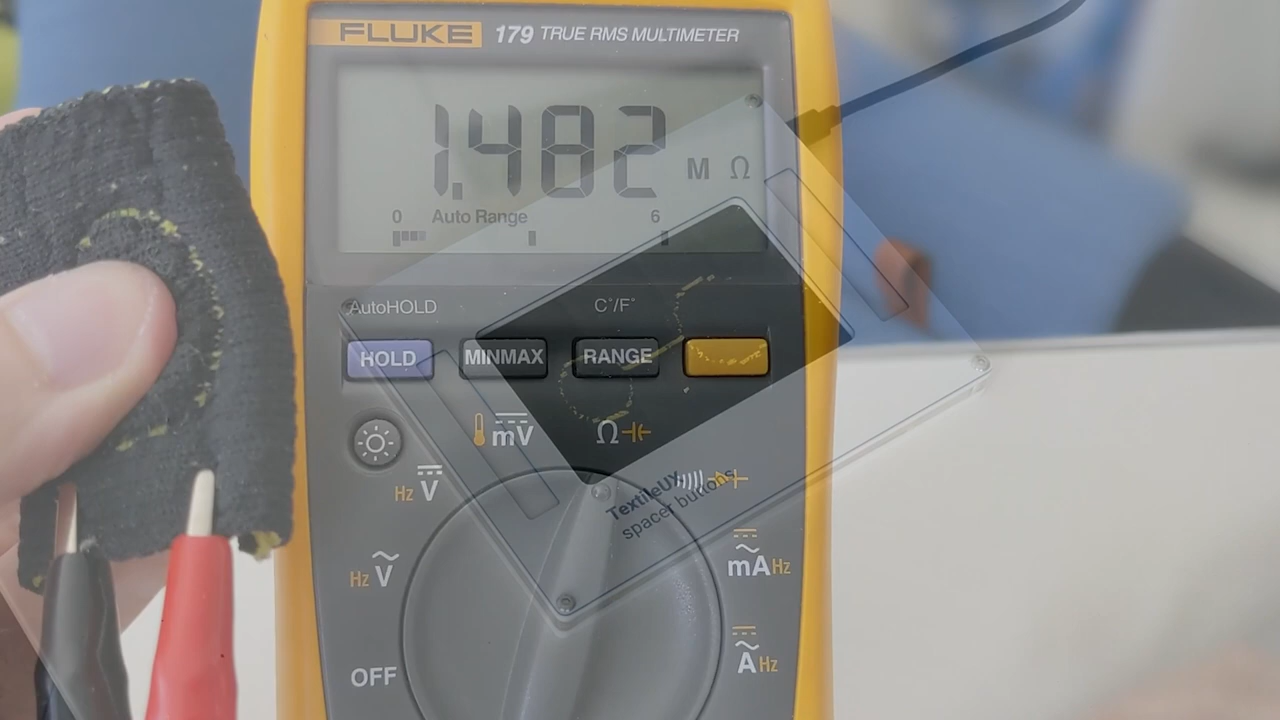 FLUKE 179 TRUE RMS MULTIMETER
1.482 M Ω
0 Auto Range 6
AutoHOLD C°/F°
HOLD MINMAX RANGE
mV Ω
Hz V
TextileUX
spacer buttons
Hz V mA Hz
OFF A Hz